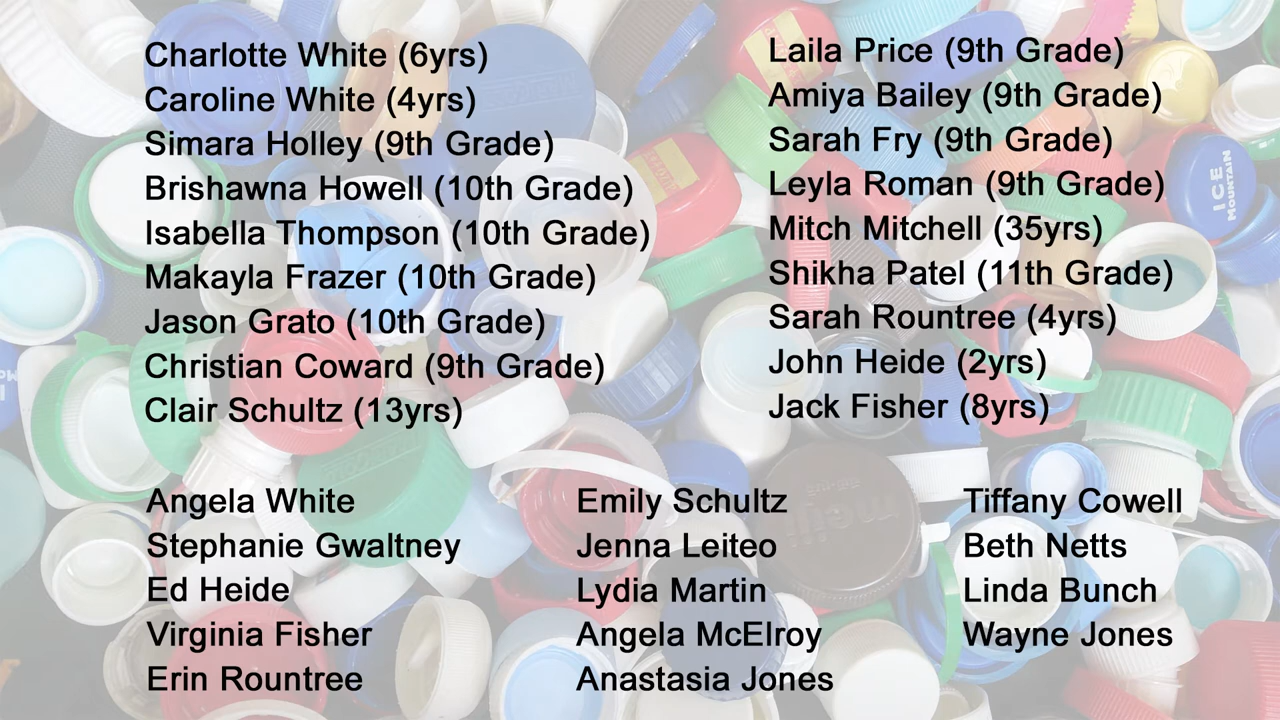 Charlotte White (6yrs)
Caroline White (4yrs)
Simara Holley (9th Grade)
Brishawna Howell (10th Grade)
Isabella Thompson (10th Grade)
Makayla Frazer (10th Grade)
Jason Grato (10th Grade)
Christian Coward (9th Grade)
Clair Schultz (13yrs)
Laila Price (9th Grade)
Amiya Bailey (9th Grade)
Sarah Fry (9th Grade)
Leyla Roman (9th Grade)
Mitch Mitchell (35yrs)
Shikha Patel (11th Grade)
Sarah Rountree (4yrs)
John Heide (2yrs)
Jack Fisher (8yrs)
ICE
MOUNTAIN
Angela White
Stephanie Gwaltney
Ed Heide
Virginia Fisher
Erin Rountree
Emily Schultz
Jenna Leiteo
Lydia Martin
Angela McElroy
Anastasia Jones
Tiffany Cowell
Beth Netts
Linda Bunch
Wayne Jones